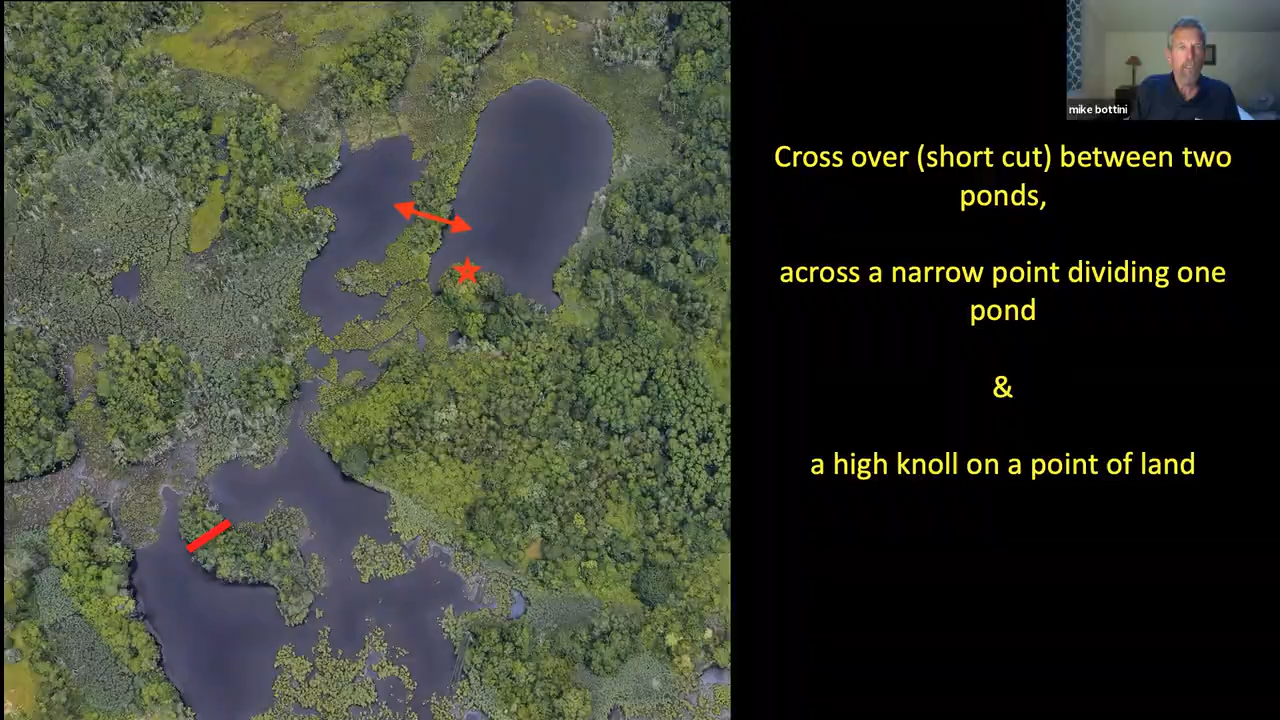 mike bottini
Cross over (short cut) between two
ponds,
across a narrow point dividing one
pond
&
a high knoll on a point of land